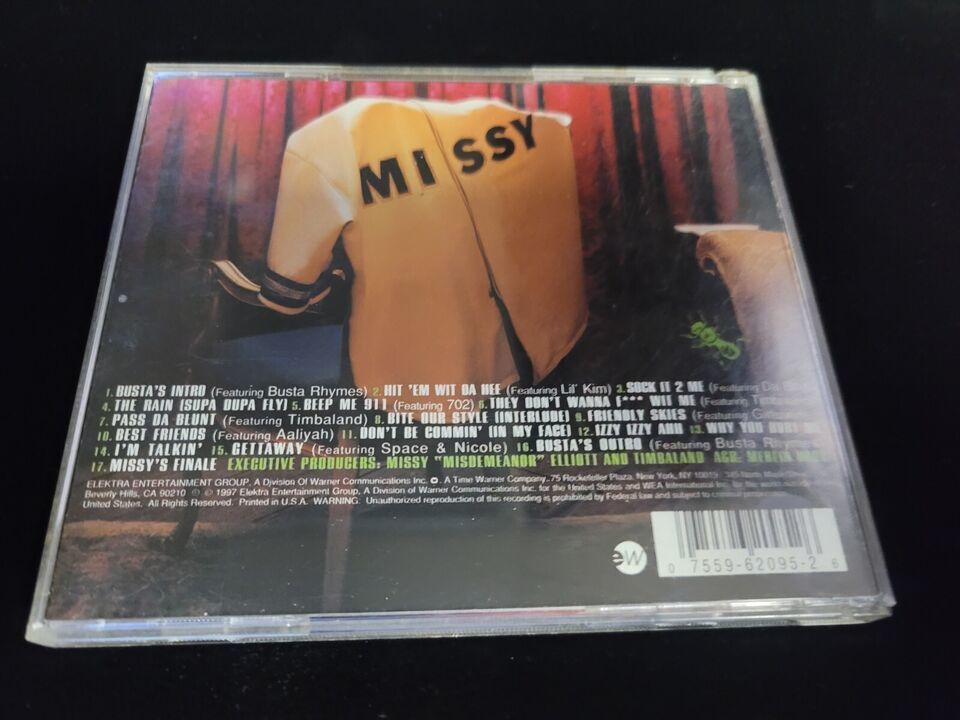 MISSY
1. BUSTA'S INTRO (Featuring Busta Rhymes) 2. HIT 'EM WIT DA HEE (Featuring Lil' Kim) 3. SOCK IT 2 ME (Featuring Da
4. THE RAIN (SUPA DUPA FLY) 5. BEEP ME 911 (Featuring 702) 6. THEY DON'T WANNA F*** WIT ME (Featuring
7. PASS DA BLUNT (Featuring Timbaland) 8. BITE OUR STYLE (INTERLUDE) 9. FRIENDLY SKIES (Featuring
10. BEST FRIENDS (Featuring Aaliyah) 11. DON'T BE COMMIN' (IN MY FACE) 12. IZZY IZZY AHH 13. WHY YOU HURT ME
14. I'M TALKIN' 15. GETTAWAY (Featuring Space & Nicole) 16. BUSTA'S OUTRO (Featuring Busta Rhymes)
17. MISSY'S FINALE EXECUTIVE PRODUCERS: MISSY "MISDEMEANOR" ELLIOTT AND TIMBALAND A&R: MERLIN
ELEKTRA ENTERTAINMENT GROUP, A Division Of Warner Communications Inc. A Time Warner Company. 75 Rockefeller Plaza, New York, NY 10019
Beverly Hills, CA 90210 ℗ © 1997 Elektra Entertainment Group, A Division of Warner Communications Inc. for the United States and WEA International Inc. for the world outside
United States. All Rights Reserved. Printed in U.S.A. WARNING: Unauthorized reproduction of this recording is prohibited by Federal law and subject to criminal
ew
0 7559-62095-2 6